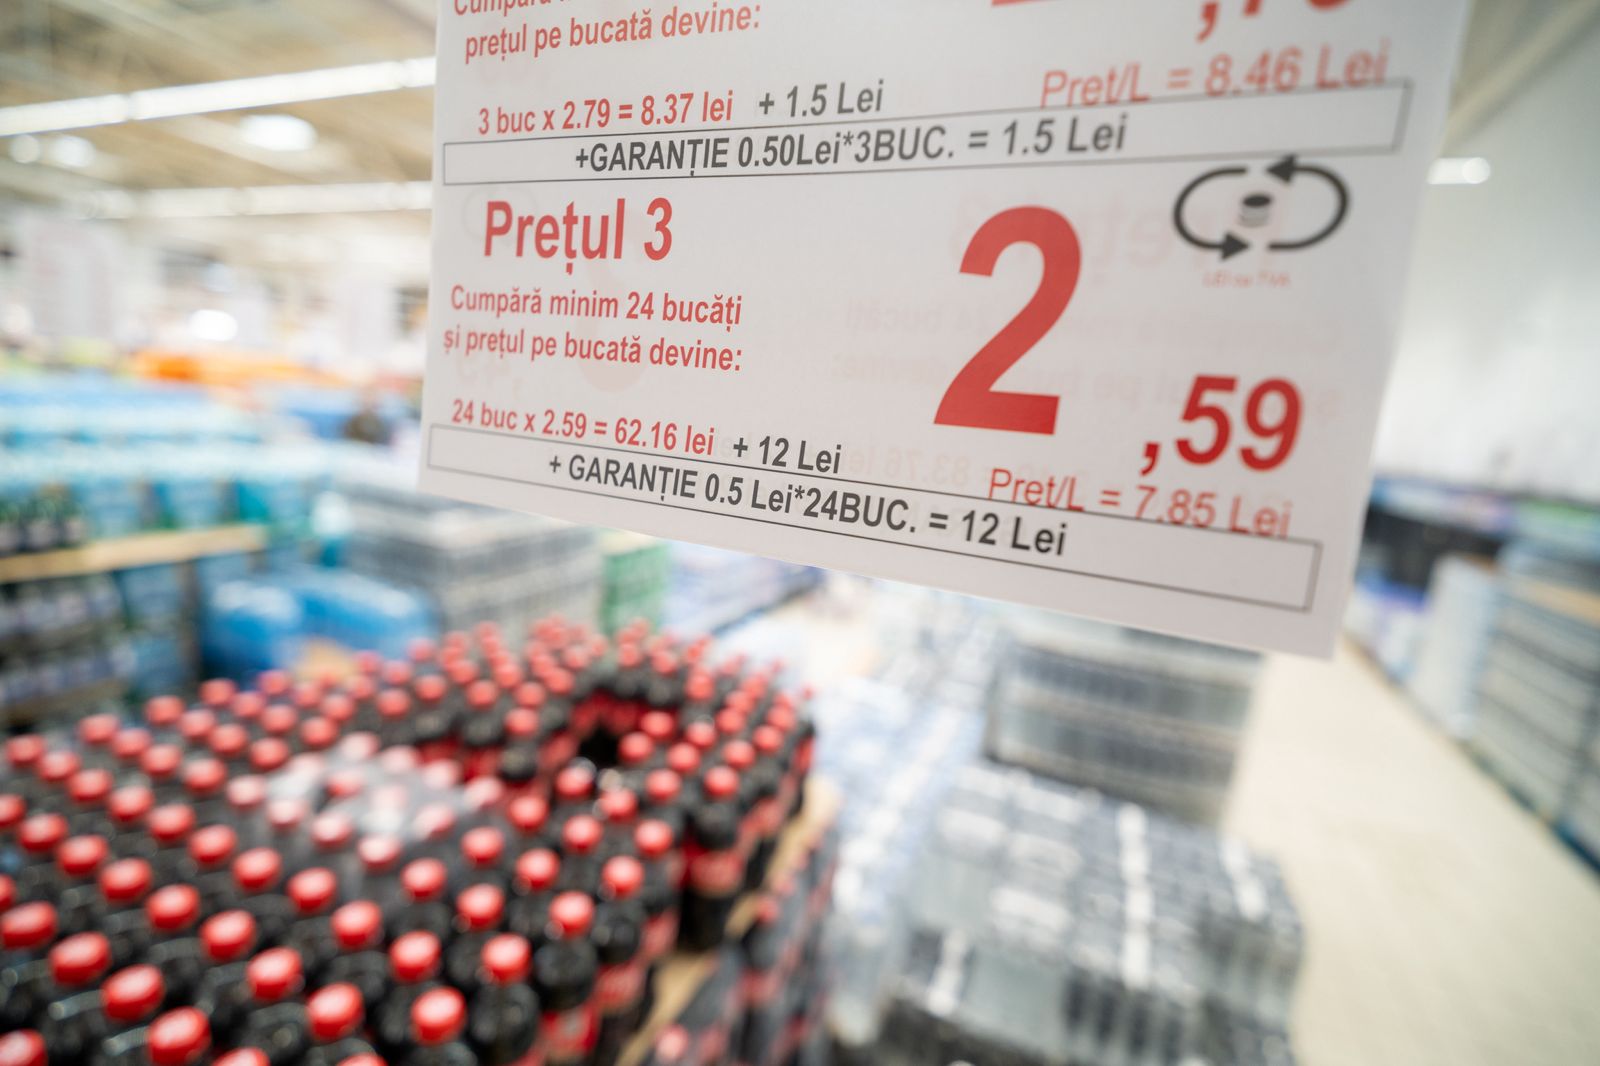 prețul pe bucată devine:
Pret/L = 8.46 Lei
3 buc x 2.79 = 8.37 lei + 1.5 Lei
+GARANȚIE 0.50Lei*3BUC. = 1.5 Lei
Prețul 3
Cumpără minim 24 bucăți
și prețul pe bucată devine:
2,59
24 buc x 2.59 = 62.16 lei + 12 Lei
Pret/L = 7.85 Lei
+ GARANȚIE 0.5 Lei*24BUC. = 12 Lei